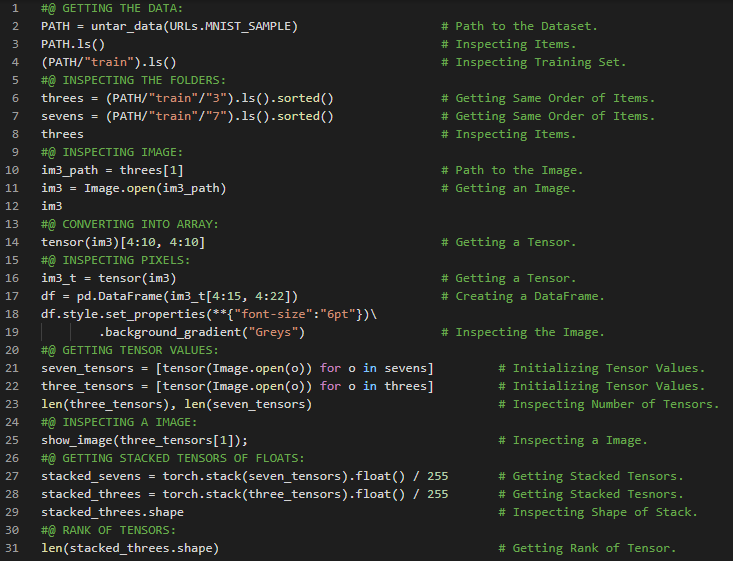 1 #@ GETTING THE DATA:
2 PATH = untar_data(URLs.MNIST_SAMPLE) # Path to the Dataset.
3 PATH.ls() # Inspecting Items.
4 (PATH/"train").ls() # Inspecting Training Set.
5 #@ INSPECTING THE FOLDERS:
6 threes = (PATH/"train"/"3").ls().sorted() # Getting Same Order of Items.
7 sevens = (PATH/"train"/"7").ls().sorted() # Getting Same Order of Items.
8 threes # Inspecting Items.
9 #@ INSPECTING IMAGE:
10 im3_path = threes[1] # Path to the Image.
11 im3 = Image.open(im3_path) # Getting an Image.
12 im3
13 #@ CONVERTING INTO ARRAY:
14 tensor(im3)[4:10, 4:10] # Getting a Tensor.
15 #@ INSPECTING PIXELS:
16 im3_t = tensor(im3) # Getting a Tensor.
17 df = pd.DataFrame(im3_t[4:15, 4:22]) # Creating a DataFrame.
18 df.style.set_properties(**{"font-size":"6pt"})\
19 .background_gradient("Greys") # Inspecting the Image.
20 #@ GETTING TENSOR VALUES:
21 seven_tensors = [tensor(Image.open(o)) for o in sevens] # Initializing Tensor Values.
22 three_tensors = [tensor(Image.open(o)) for o in threes] # Initializing Tensor Values.
23 len(three_tensors), len(seven_tensors) # Inspecting Number of Tensors.
24 #@ INSPECTING A IMAGE:
25 show_image(three_tensors[1]); # Inspecting a Image.
26 #@ GETTING STACKED TENSORS OF FLOATS:
27 stacked_sevens = torch.stack(seven_tensors).float() / 255 # Getting Stacked Tensors.
28 stacked_threes = torch.stack(three_tensors).float() / 255 # Getting Stacked Tesnors.
29 stacked_threes.shape # Inspecting Shape of Stack.
30 #@ RANK OF TENSORS:
31 len(stacked_threes.shape) # Getting Rank of Tensor.